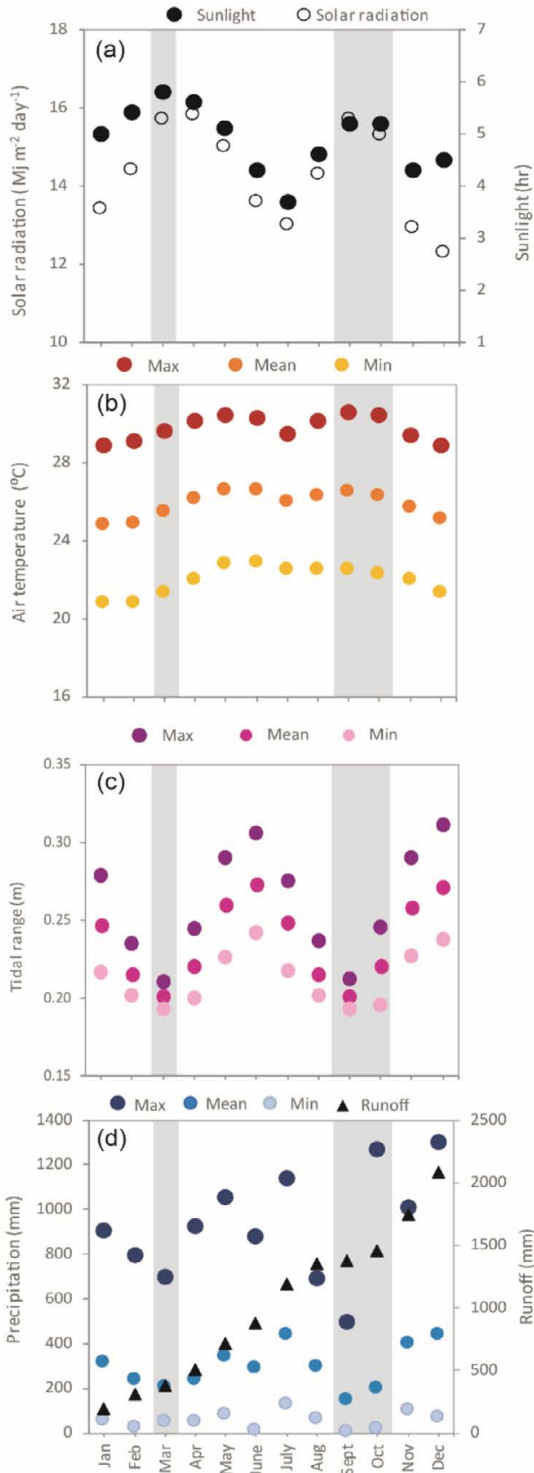 Sunlight Solar radiation
(a)
18
16
14
12
10
Solar radiation ( Mj m-2 day-1)
7
6
5
4
3
2
1
Sunlight (hr)
Max Mean Min
(b)
32
28
24
20
16
Air temperature (⁰C)
Max Mean Min
(c)
0.35
0.30
0.25
0.20
0.15
Tidal range(m)
Max Mean Min Runoff
(d)
1400
1200
1000
800
600
400
200
0
Precipitation (mm)
2500
2000
1500
1000
500
0
Runoff (mm)
Jan Feb Mar Apr May June July Aug Sept Oct Nov Dec